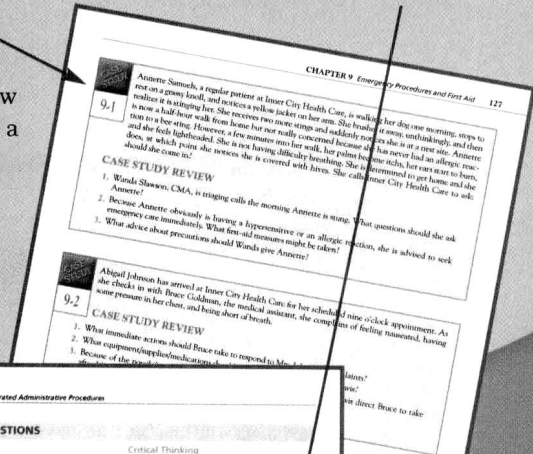 w
a
CHAPTER 9 Emergency Procedures and First Aid 127
CASE STUDY
9-1
Annette Samuels, a regular patient at Inner City Health Care, is walking her dog one morning, stops to
rest on a grassy knoll, and notices a yellow jacket on her arm. She brushes it away, unthinkingly, and then
realizes it is stinging her. She receives two more stings and suddenly notices she is at a nest site. Annette
is now a half-hour walk from home but not really concerned because she has never had an allergic reac-
tion to a bee sting. However, a few minutes into her walk, her palms become itchy, her ears start to burn,
and she feels lightheaded. She is not having difficulty breathing. She is determined to get home and she
does, at which point she notices she is covered with hives. She calls Inner City Health Care to ask:
should she come in?
CASE STUDY REVIEW
1. Wanda Slawson, CMA, is triaging calls the morning Annette is stung. What questions should she ask
Annette?
2. Because Annette obviously is having a hypersensitive or an allergic reaction, she is advised to seek
emergency care immediately. What first-aid measures might be taken?
3. What advice about precautions should Wanda give Annette?
CASE STUDY
9-2
Abigail Johnson has arrived at Inner City Health Care for her scheduled nine o'clock appointment. As
she checks in with Bruce Goldman, the medical assistant, she complains of feeling nauseated, having
some pressure in her chest, and being short of breath.
CASE STUDY REVIEW
1. What immediate actions should Bruce take to respond to
laints?
2. What equipment/supplies/medications
3. Because of the
direct Bruce to take
rated Administrative Procedures
STIONS
Critical Thinking